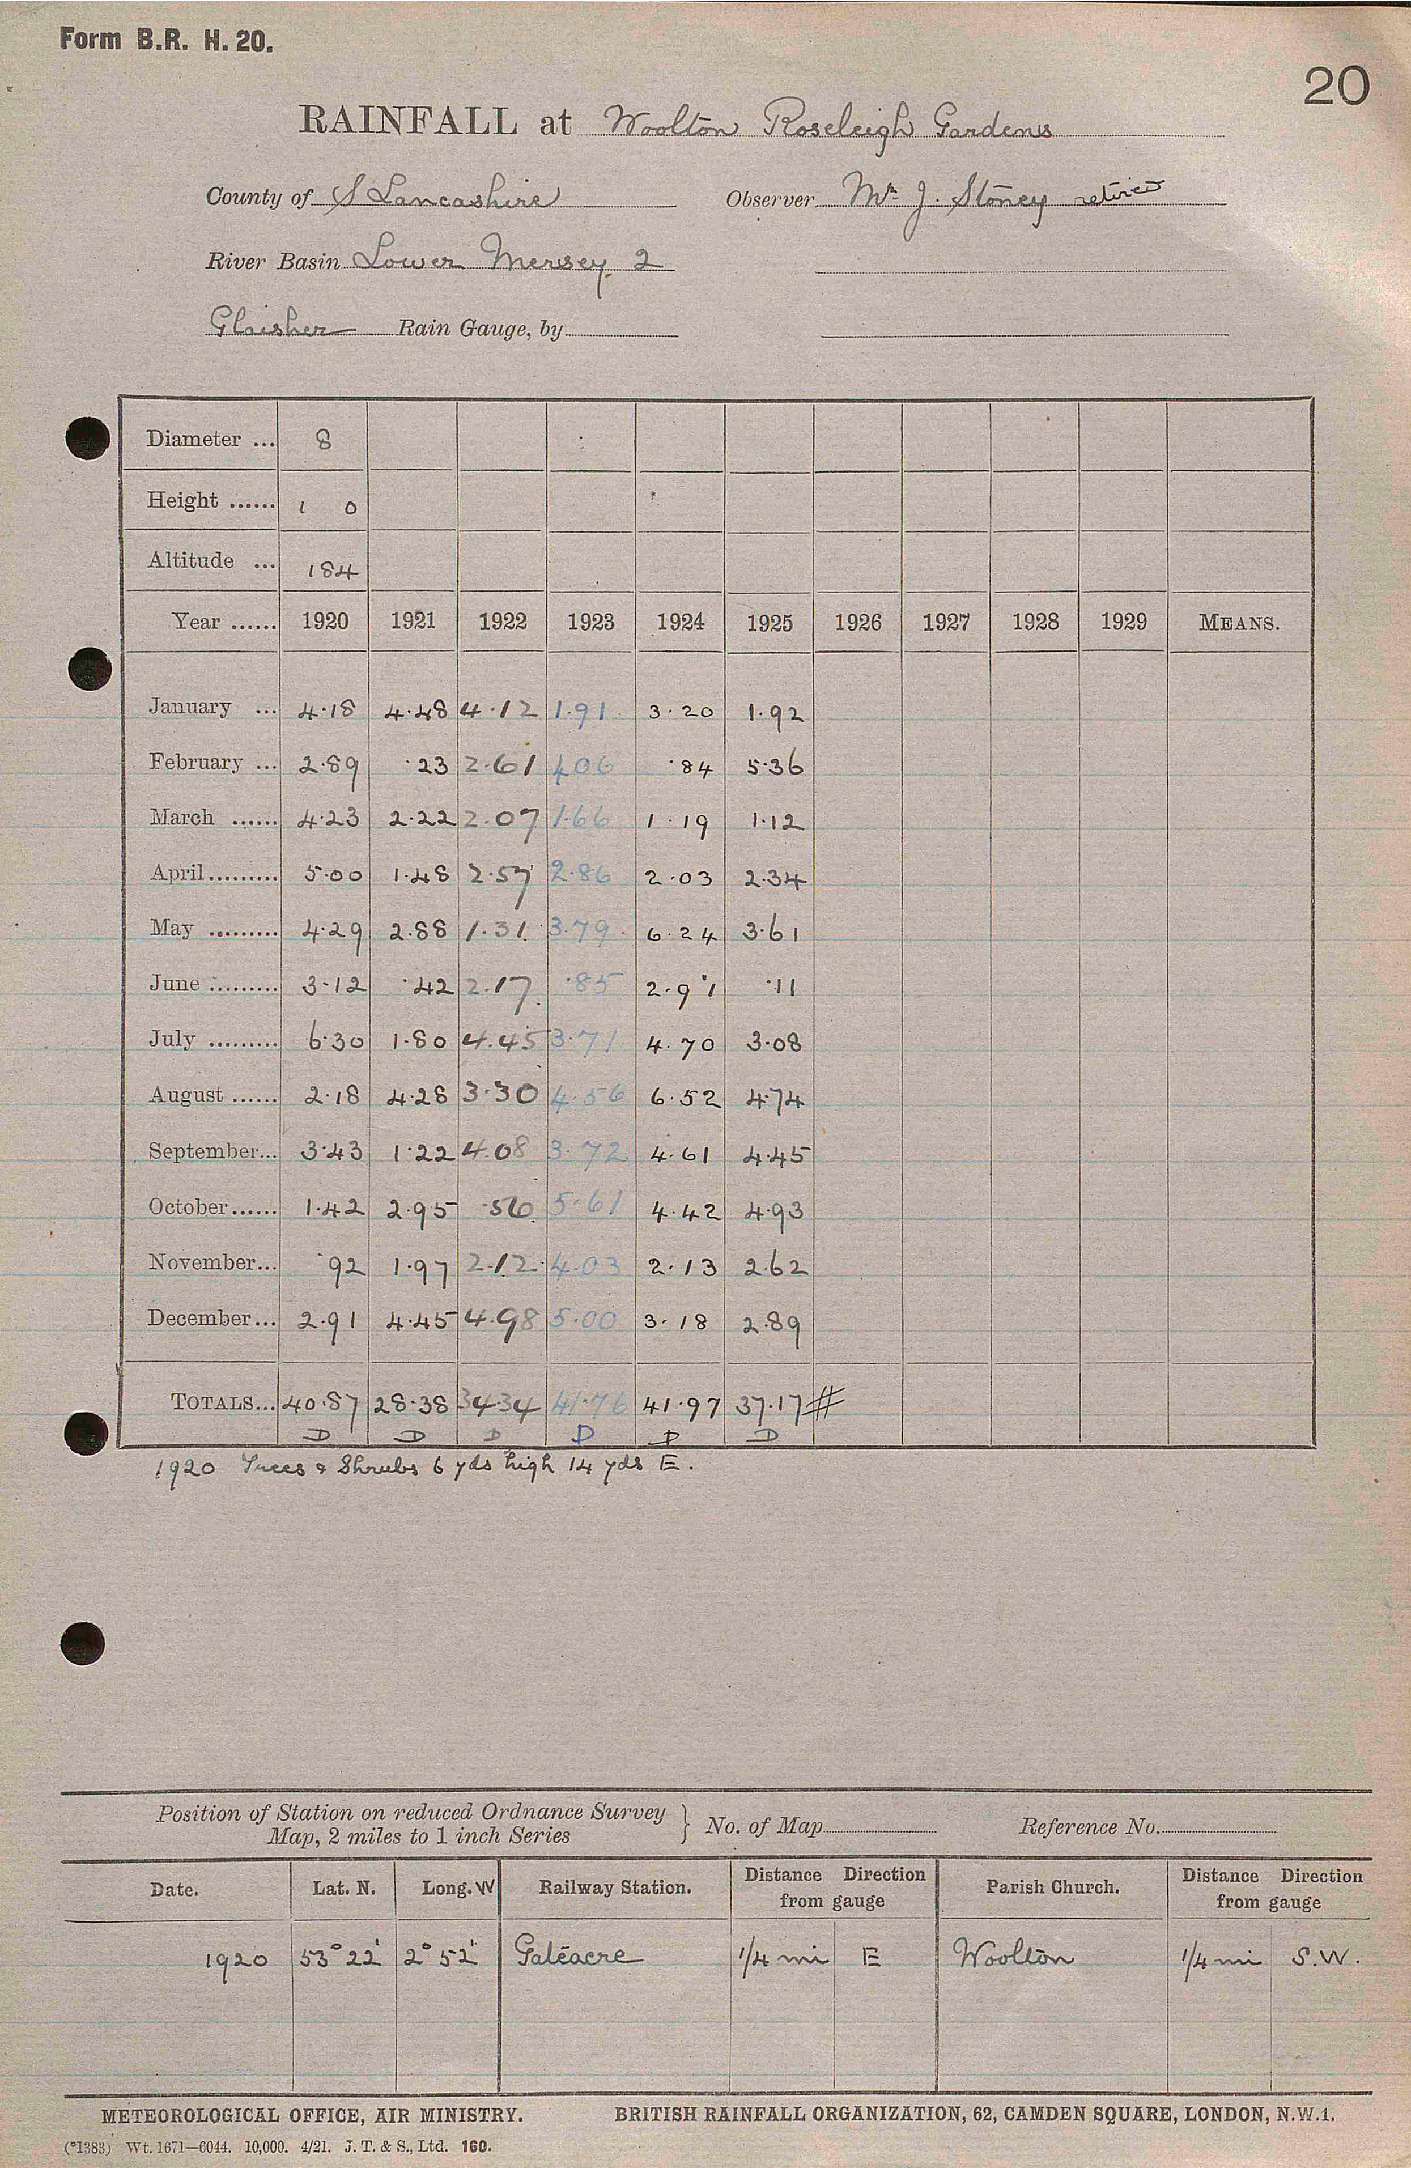 Form B.R. H. 20.
20
RAINFALL at Woolton Roseleigh Gardens
County of S Lancashire Observer Mr J. Stoney retired
River Basin Lower Mersey 2
Glaisher Rain Gauge, by
Diameter ... 8
Height ...... 1 0
Altitude ... 184
Year ...... 1920 1921 1922 1923 1924 1925 1926 1927 1928 1929 MEANS.
January ... 4·18 4·48 4·12 1·91 3·20 1·92
February ... 2·89 ·23 2·61 4·06 ·84 5·36
March ...... 4·23 2·22 2·07 1·66 1·19 1·12
April ......... 5·00 1·48 2·57 2·86 2·03 2·34
May ......... 4·29 2·88 1·31 3·79 6·24 3·61
June ......... 3·12 ·42 2·17 ·85 2·91 ·11
July ......... 6·30 1·80 4·45 3·71 4·70 3·08
August ...... 2·18 4·28 3·30 4·56 6·52 4·74
September... 3·43 1·22 4·08 3·72 4·61 4·45
October ...... 1·42 2·95 ·56 5·61 4·42 4·93
November... ·92 1·97 2·12 4·03 2·13 2·62
December... 2·91 4·45 4·98 5·00 3·18 2·89
TOTALS... 40·87 28·38 34·34 41·76 41·97 37·17 #
D D D D D D
1920 Trees & Shrubs 6 yds high 14 yds E.
Position of Station on reduced Ordnance Survey
Map, 2 miles to 1 inch Series } No. of Map Reference No.
Date. Lat. N. Long. W Railway Station. Distance Direction from gauge Parish Church. Distance Direction from gauge
1920 53° 22' 2° 52' Gateacre 1/4 mi E Woolton 1/4 mi S.W.
METEOROLOGICAL OFFICE, AIR MINISTRY. BRITISH RAINFALL ORGANIZATION, 62, CAMDEN SQUARE, LONDON, N.W.1.
(*1383) Wt. 1671—6044. 10,000. 4/21. J. T. & S., Ltd. 160.